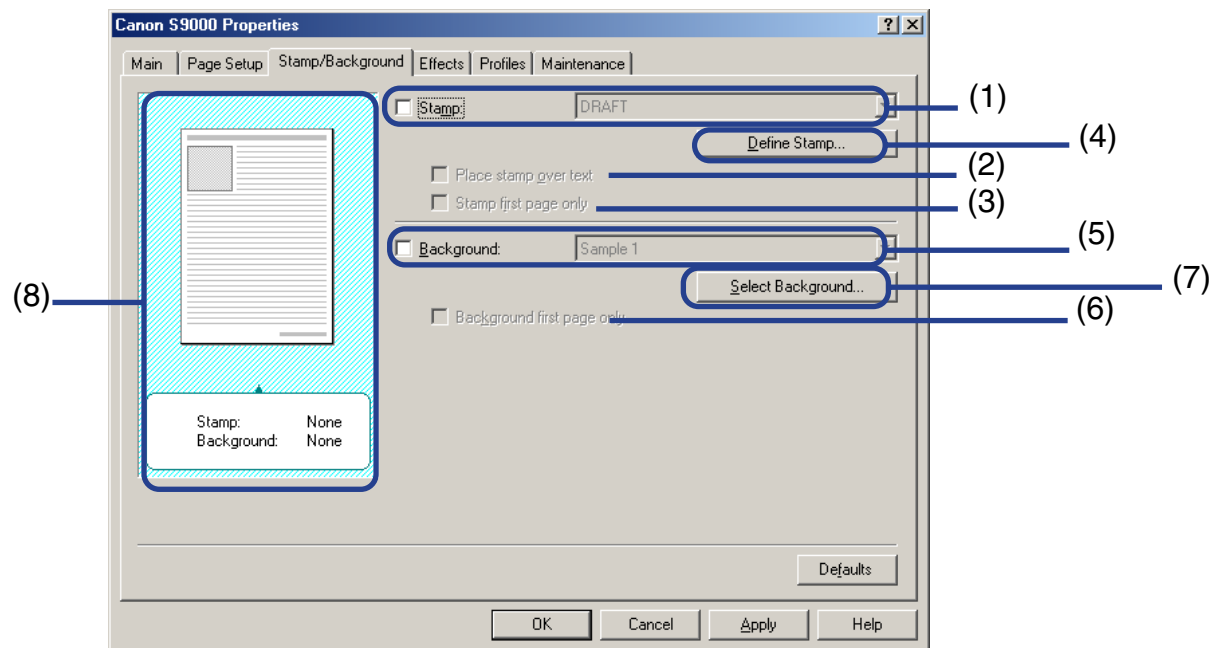 Canon S9000 Properties
Main Page Setup Stamp/Background Effects Profiles Maintenance
Stamp: DRAFT (1)
Define Stamp... (4)
Place stamp over text (2)
Stamp first page only (3)
Background: Sample 1 (5)
Select Background... (7)
(8)
Background first page only (6)
Stamp: None
Background: None
Defaults
OK Cancel Apply Help